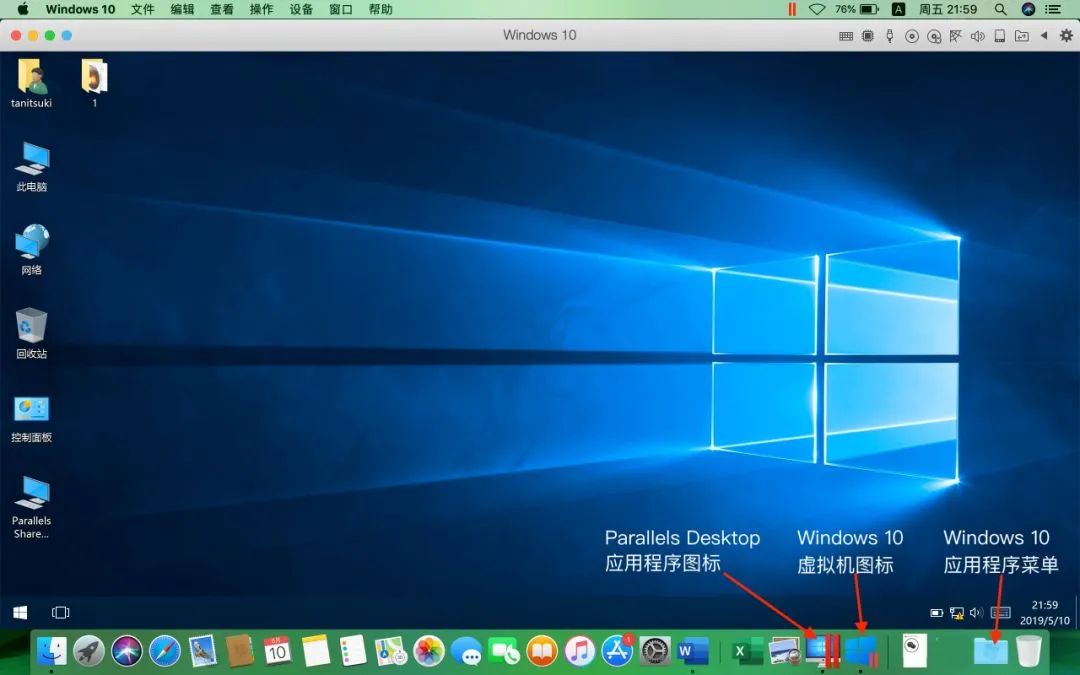 Windows 10 文件 编辑 查看 操作 设备 窗口 帮助 76% A 周五 21:59
Windows 10
tanitsuki
1
此电脑
网络
回收站
控制面板
Parallels
Share...
Parallels Desktop
应用程序图标
Windows 10
虚拟机图标
Windows 10
应用程序菜单
21:59
2019/5/10
10
W
X
1